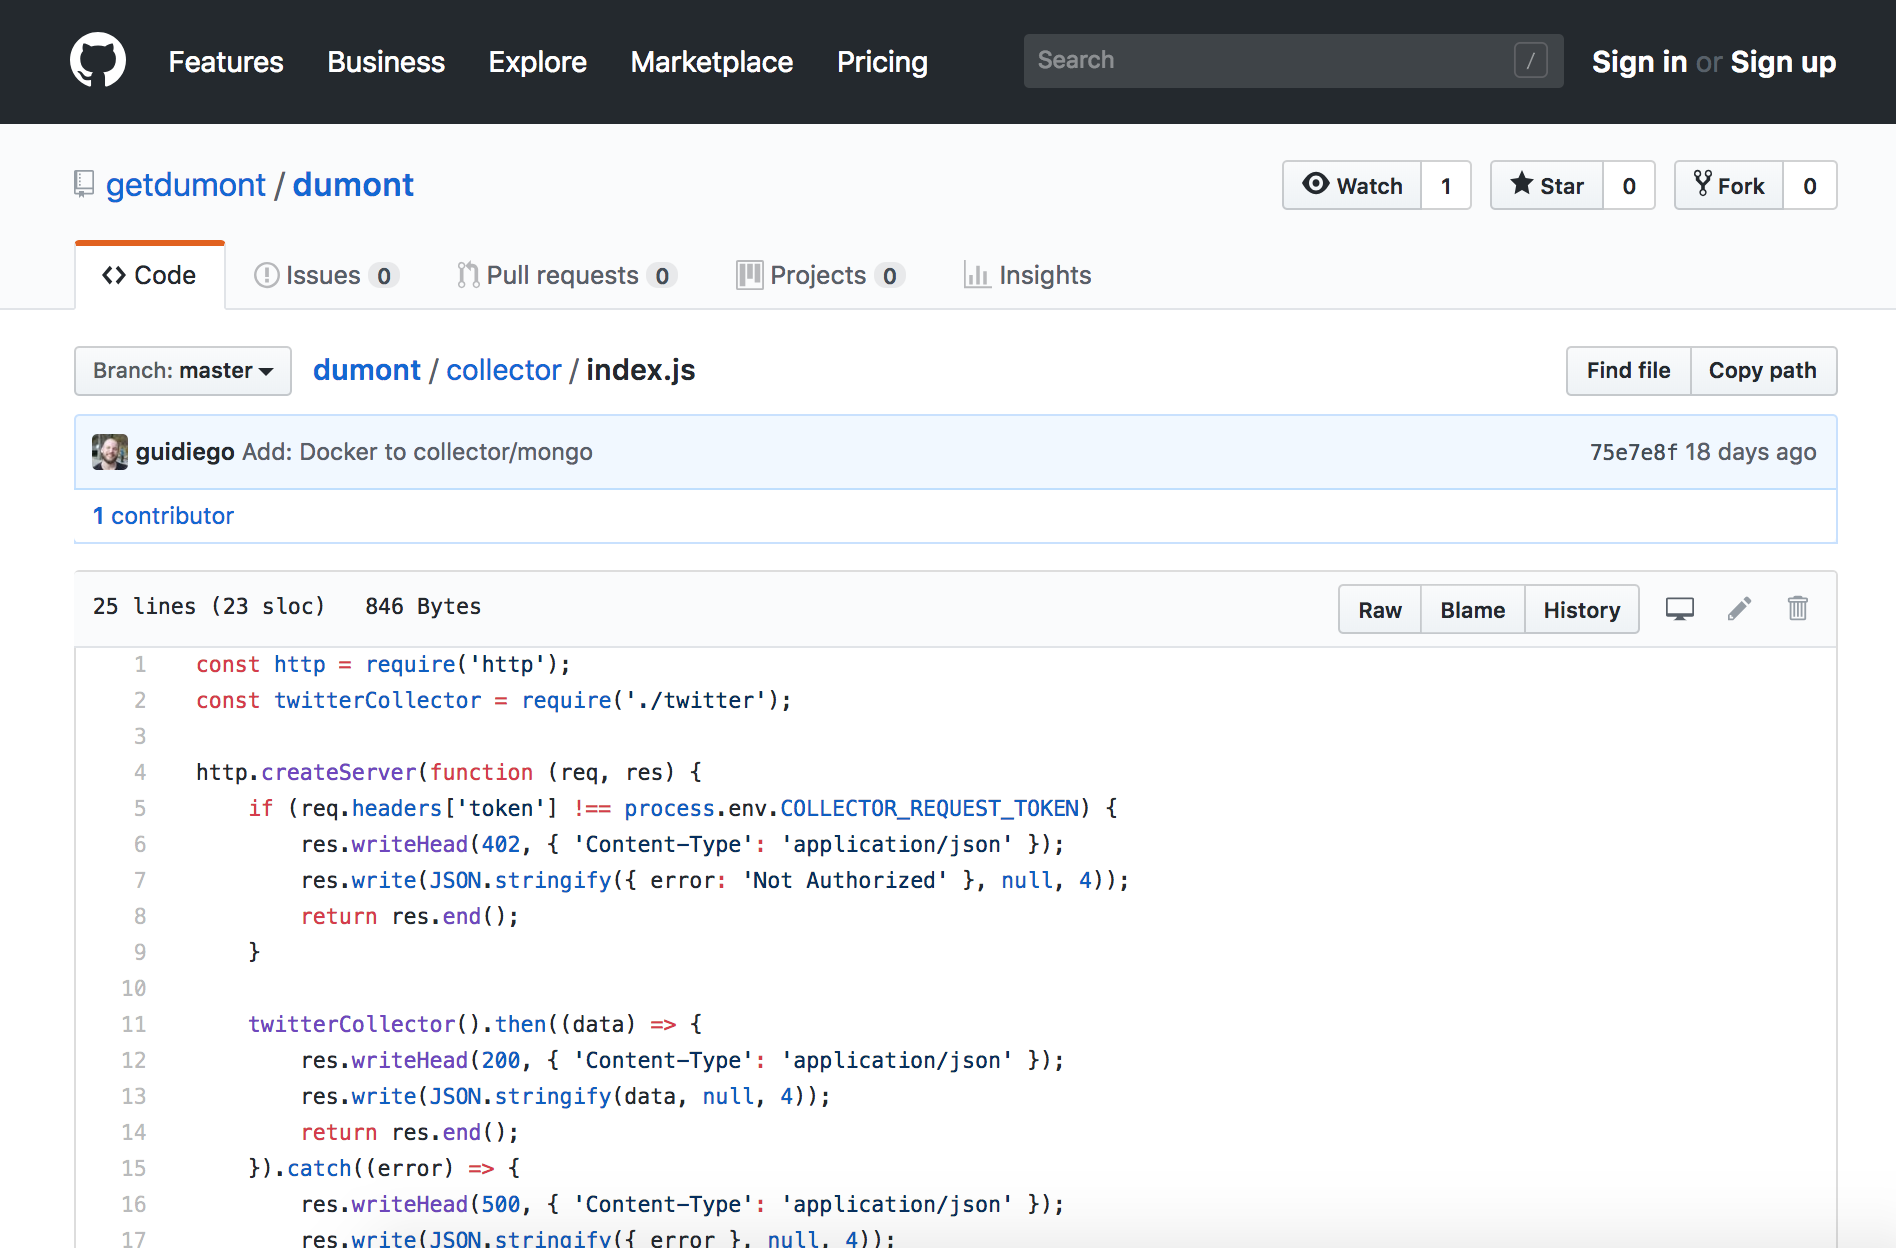 Features Business Explore Marketplace Pricing Search / Sign in or Sign up
getdumont / dumont Watch 1 Star 0 Fork 0
Code Issues 0 Pull requests 0 Projects 0 Insights
Branch: master dumont / collector / index.js Find file Copy path
guidiego Add: Docker to collector/mongo 75e7e8f 18 days ago
1 contributor
25 lines (23 sloc) 846 Bytes Raw Blame History
1 const http = require('http');
2 const twitterCollector = require('./twitter');
3
4 http.createServer(function (req, res) {
5     if (req.headers['token'] !== process.env.COLLECTOR_REQUEST_TOKEN) {
6         res.writeHead(402, { 'Content-Type': 'application/json' });
7         res.write(JSON.stringify({ error: 'Not Authorized' }, null, 4));
8         return res.end();
9     }
10
11     twitterCollector().then((data) => {
12         res.writeHead(200, { 'Content-Type': 'application/json' });
13         res.write(JSON.stringify(data, null, 4));
14         return res.end();
15     }).catch((error) => {
16         res.writeHead(500, { 'Content-Type': 'application/json' });
17         res.write(JSON.stringify({ error }, null, 4));